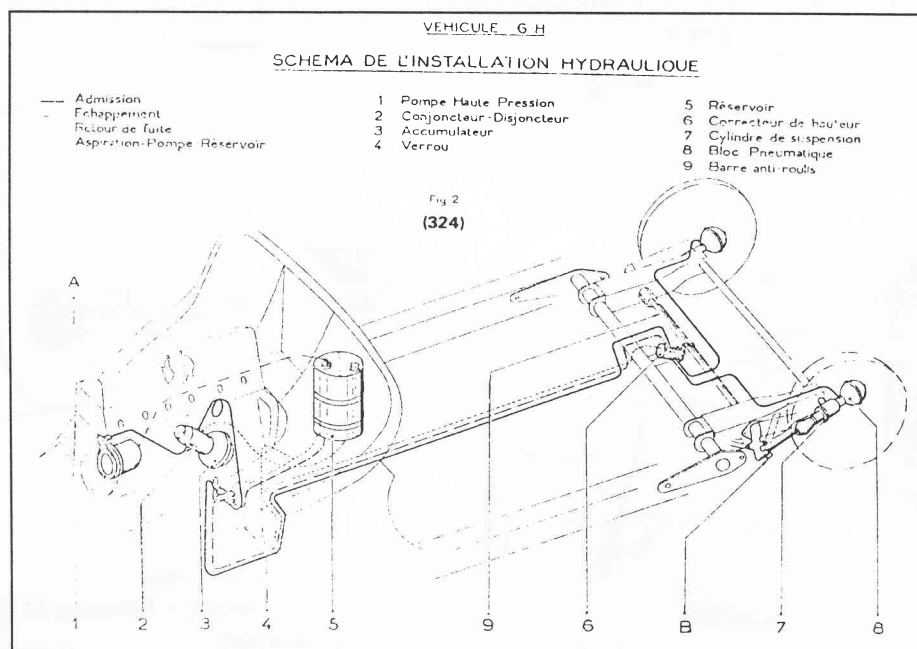 VEHICULE G H
SCHEMA DE L'INSTALLATION HYDRAULIQUE
Admission
Echappement
Retour de fuite
Aspiration-Pompe-Réservoir
1 Pompe Haute Pression
2 Conjoncteur-Disjoncteur
3 Accumulateur
4 Verrou
5 Réservoir
6 Correcteur de hauteur
7 Cylindre de suspension
8 Bloc Pneumatique
9 Barre anti-roulis
Fig 2
(324)
A
1 2 3 4 5 9 6 B 7 8